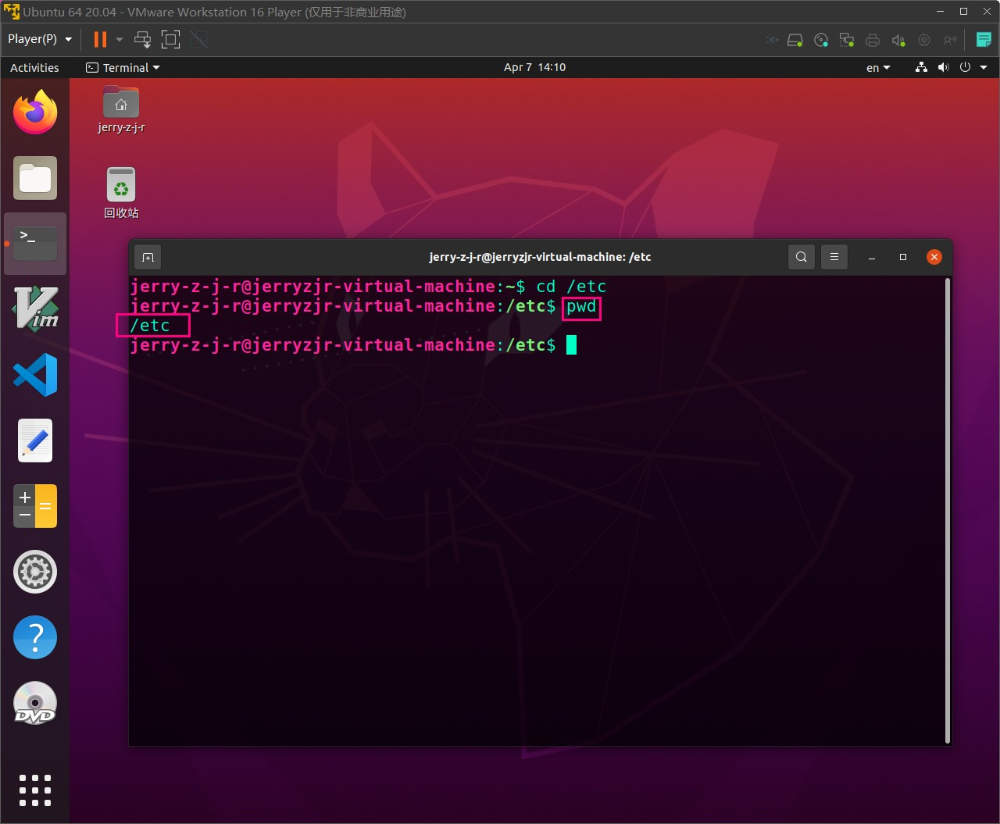 Ubuntu 64 20.04 - VMware Workstation 16 Player (仅用于非商业用途)
Player(P)
Activities
Terminal
Apr 7 14:10
en
jerry-z-j-r
回收站
jerry-z-j-r@jerryzjr-virtual-machine: /etc
jerry-z-j-r@jerryzjr-virtual-machine:~$ cd /etc
jerry-z-j-r@jerryzjr-virtual-machine:/etc$ pwd
/etc
jerry-z-j-r@jerryzjr-virtual-machine:/etc$
>_
Vim
?
DVD